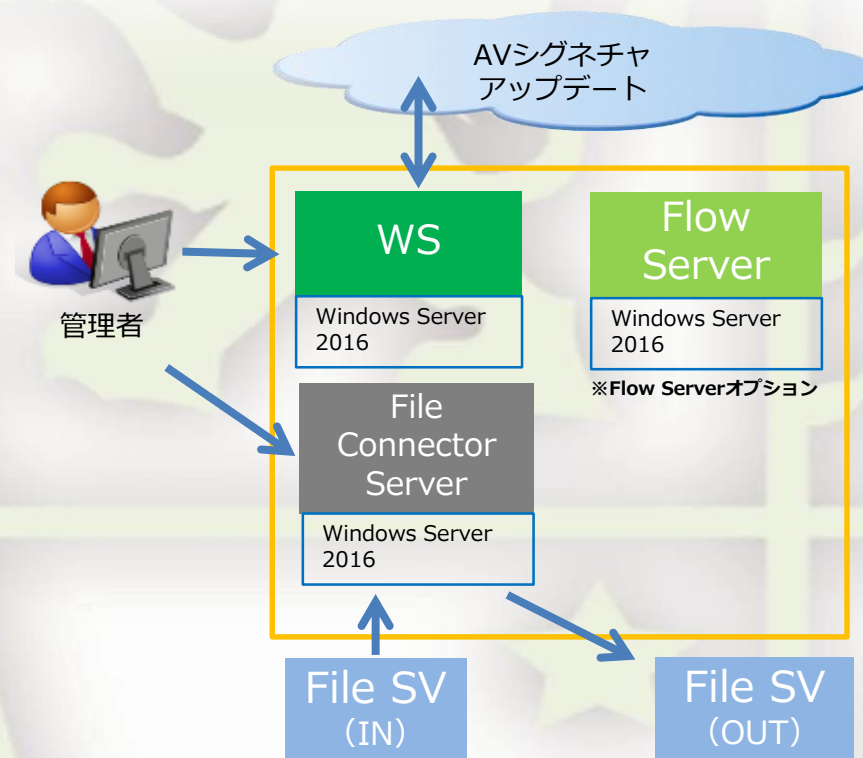 AVシグネチャ
アップデート
WS
Windows Server
2016
Flow
Server
Windows Server
2016
※Flow Serverオプション
管理者
File
Connector
Server
Windows Server
2016
File SV
（IN）
File SV
（OUT）